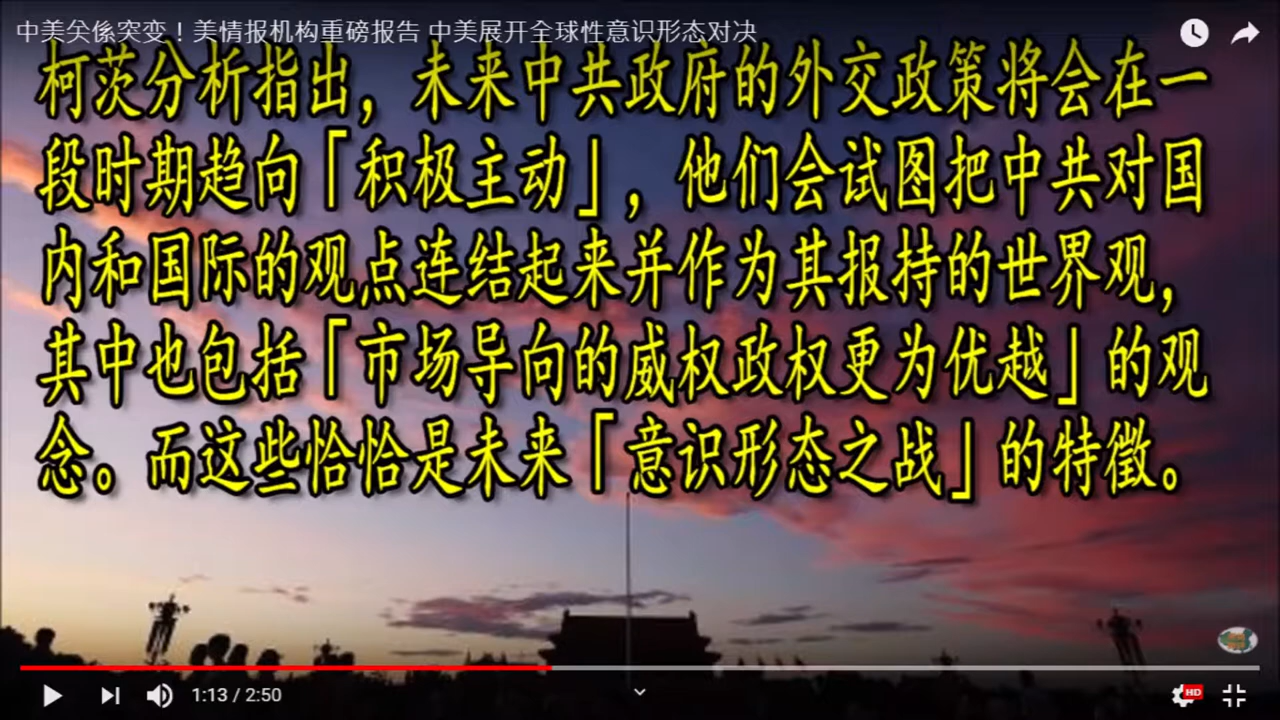 中美关係突变！美情报机构重磅报告 中美展开全球性意识形态对决
柯茨分析指出，未来中共政府的外交政策将会在一
段时期趋向「积极主动」，他们会试图把中共对国
内和国际的观点连结起来并作为其报持的世界观，
其中也包括「市场导向的威权政权更为优越」的观
念。而这些恰恰是未来「意识形态之战」的特徵。
1:13 / 2:50
HD